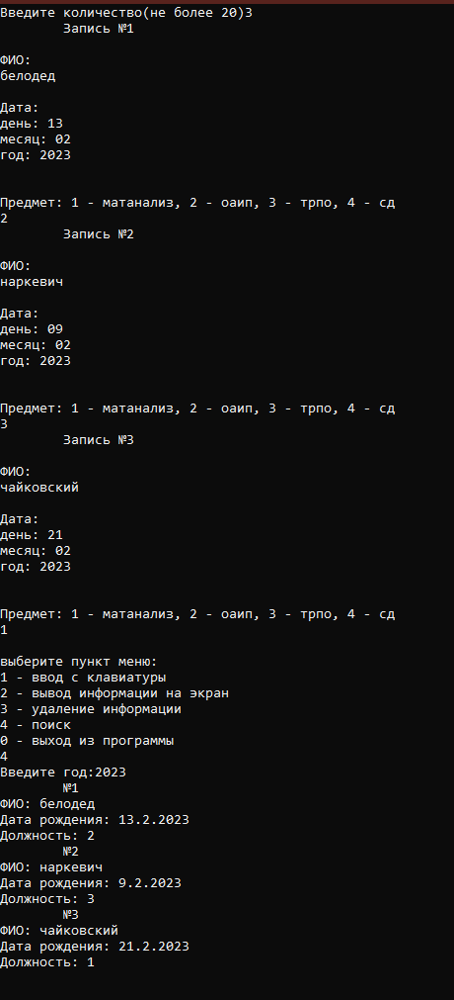 Введите количество(не более 20)3
Запись №1
ФИО:
белодед
Дата:
день: 13
месяц: 02
год: 2023
Предмет: 1 - матанализ, 2 - оаип, 3 - трпо, 4 - сд
2
Запись №2
ФИО:
наркевич
Дата:
день: 09
месяц: 02
год: 2023
Предмет: 1 - матанализ, 2 - оаип, 3 - трпо, 4 - сд
3
Запись №3
ФИО:
чайковский
Дата:
день: 21
месяц: 02
год: 2023
Предмет: 1 - матанализ, 2 - оаип, 3 - трпо, 4 - сд
1
выберите пункт меню:
1 - ввод с клавиатуры
2 - вывод информации на экран
3 - удаление информации
4 - поиск
0 - выход из программы
4
Введите год:2023
№1
ФИО: белодед
Дата рождения: 13.2.2023
Должность: 2
№2
ФИО: наркевич
Дата рождения: 9.2.2023
Должность: 3
№3
ФИО: чайковский
Дата рождения: 21.2.2023
Должность: 1